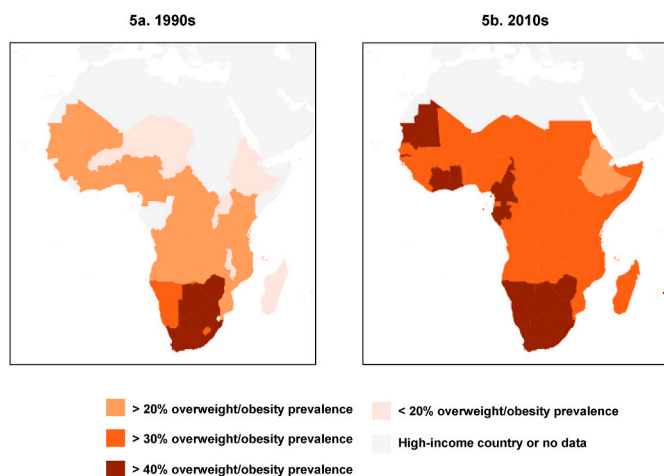 5a. 1990s
5b. 2010s
> 20% overweight/obesity prevalence
< 20% overweight/obesity prevalence
> 30% overweight/obesity prevalence
High-income country or no data
> 40% overweight/obesity prevalence